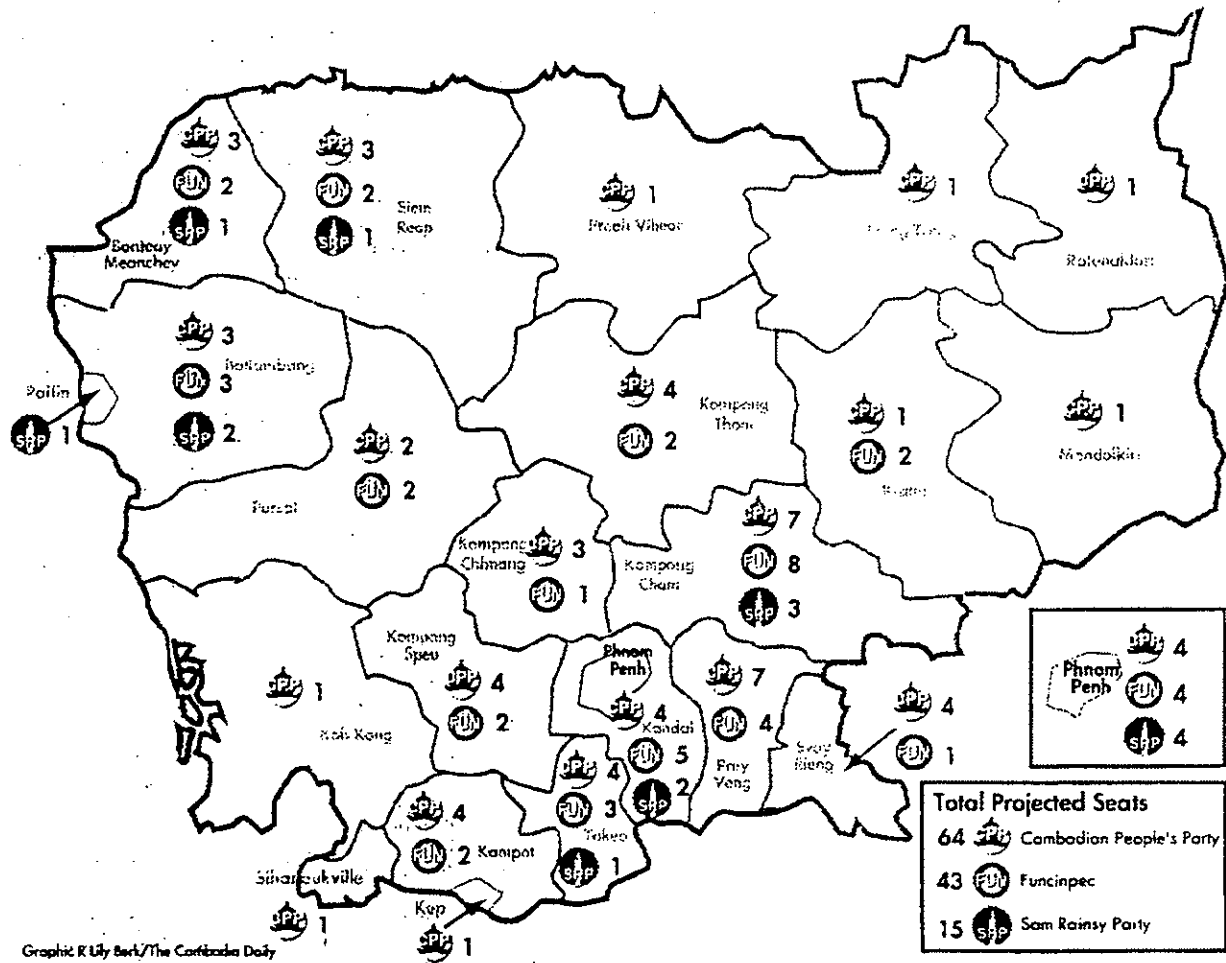 CPP 3
FUN 2
SRP 1
Banteay
Meanchey
CPP 3
FUN 2
SRP 1
Siem
Reap
CPP 1
Preah Vihear
CPP 1
CPP 1
CPP 3
FUN 3
SRP 2
Pailin
SRP 1
CPP 2
FUN 2
Pursat
CPP 4
FUN 2
Kompong
Thom
CPP 1
FUN 2
CPP 1
Kompong
Chhnang
CPP 3
FUN 1
Kompong
Cham
CPP 7
FUN 8
SRP 3
CPP 1
Koh Kong
Kompong
Speu
CPP 4
FUN 2
Phnom
Penh
CPP 4
Kandal
FUN 5
SRP 2
CPP 7
FUN 4
Prey
Veng
Svay
Rieng
CPP 4
FUN 1
Phnom
Penh
CPP 4
FUN 4
SRP 4
CPP 4
FUN 3
Takeo
SRP 1
CPP 4
FUN 2
Kampot
Sihanoukville
CPP 1
Kep
CPP 1
Total Projected Seats
64 CPP Cambodian People's Party
43 FUN Funcinpec
15 SRP Sam Rainsy Party
Graphic R Lily Berk/The Cambodia Daily